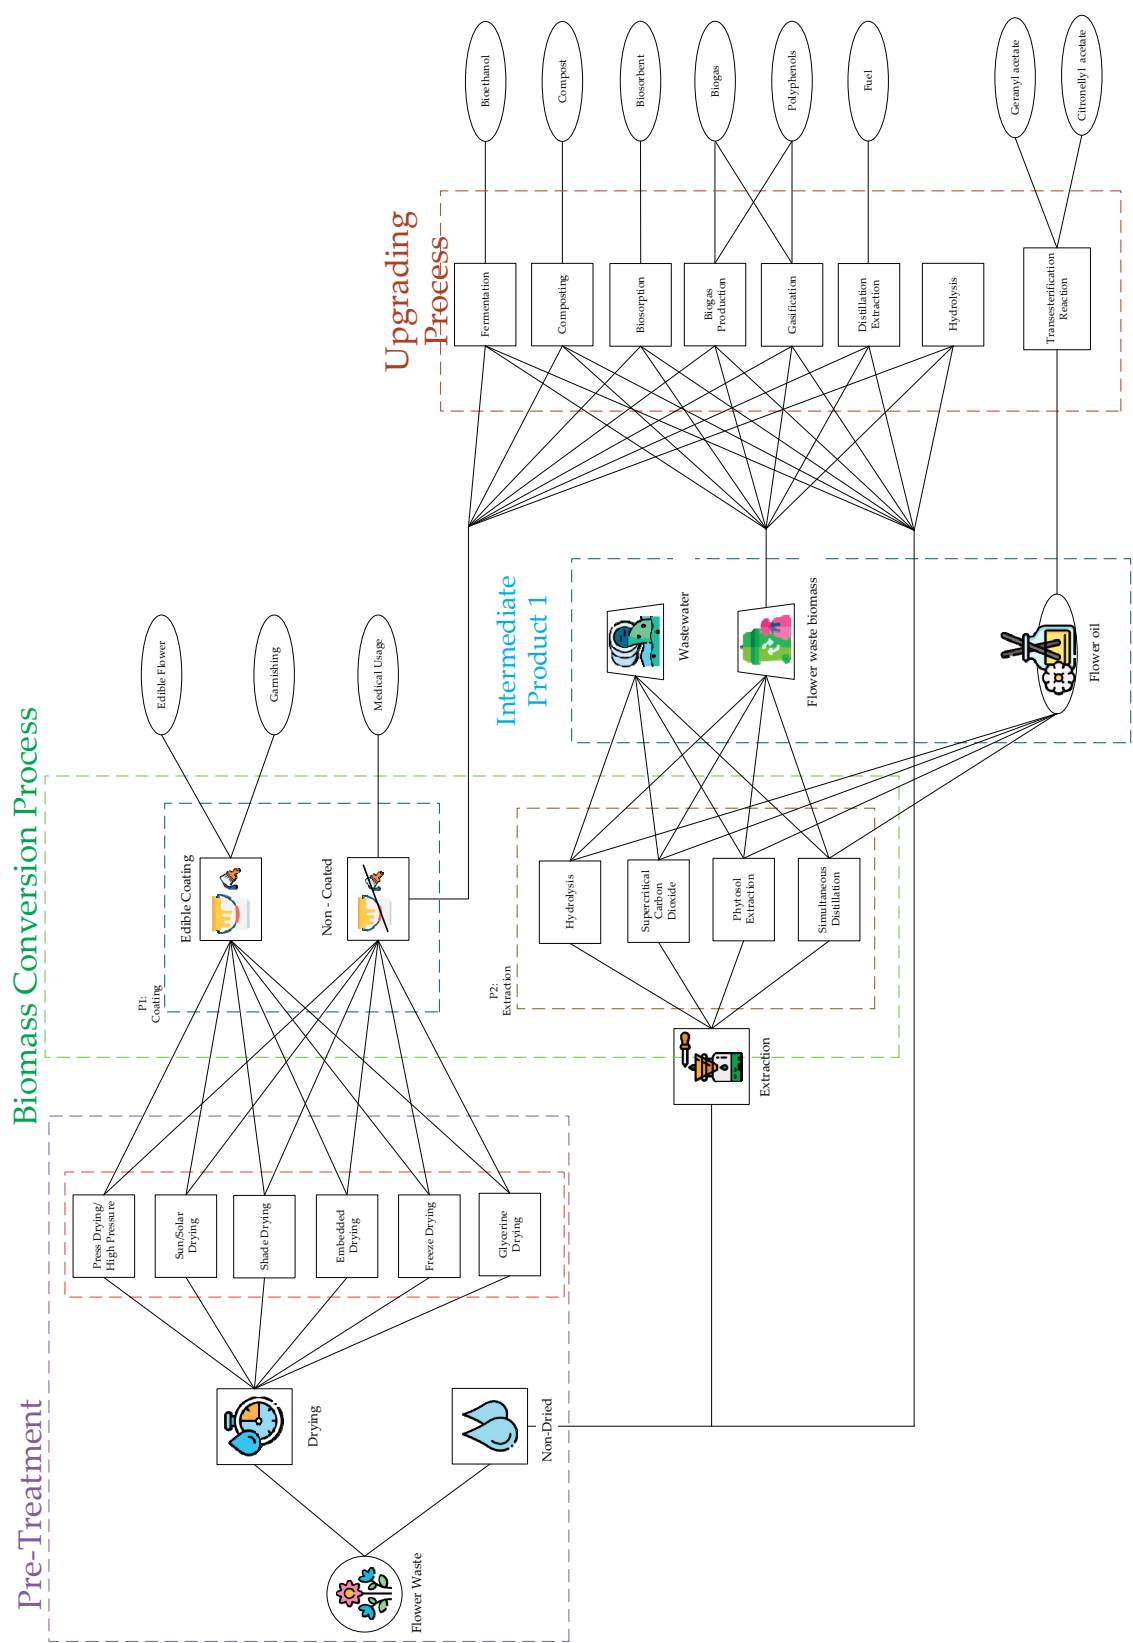 Pre-Treatment
Flower Waste
Drying
Non-Dried
Press Drying/
High Pressure
Sun/Solar
Drying
Shade Drying
Embedded
Drying
Freeze Drying
Glycerine
Drying
Biomass Conversion Process
P1:
Coating
Edible Coating
Non - Coated
Edible Flower
Garnishing
Medical Usage
Extraction
P2:
Extraction
Hydrolysis
Supercritical
Carbon
Dioxide
Phytosol
Extraction
Simultaneous
Distillation
Intermediate
Product 1
Wastewater
Flower waste biomass
Flower oil
Upgrading
Process
Fermentation
Composting
Biosorption
Biogas
Production
Gasification
Distillation
Extraction
Hydrolysis
Transesterification
Reaction
Bioethanol
Compost
Biosorbent
Biogas
Polyphenols
Fuel
Geranyl acetate
Citronellyl acetate